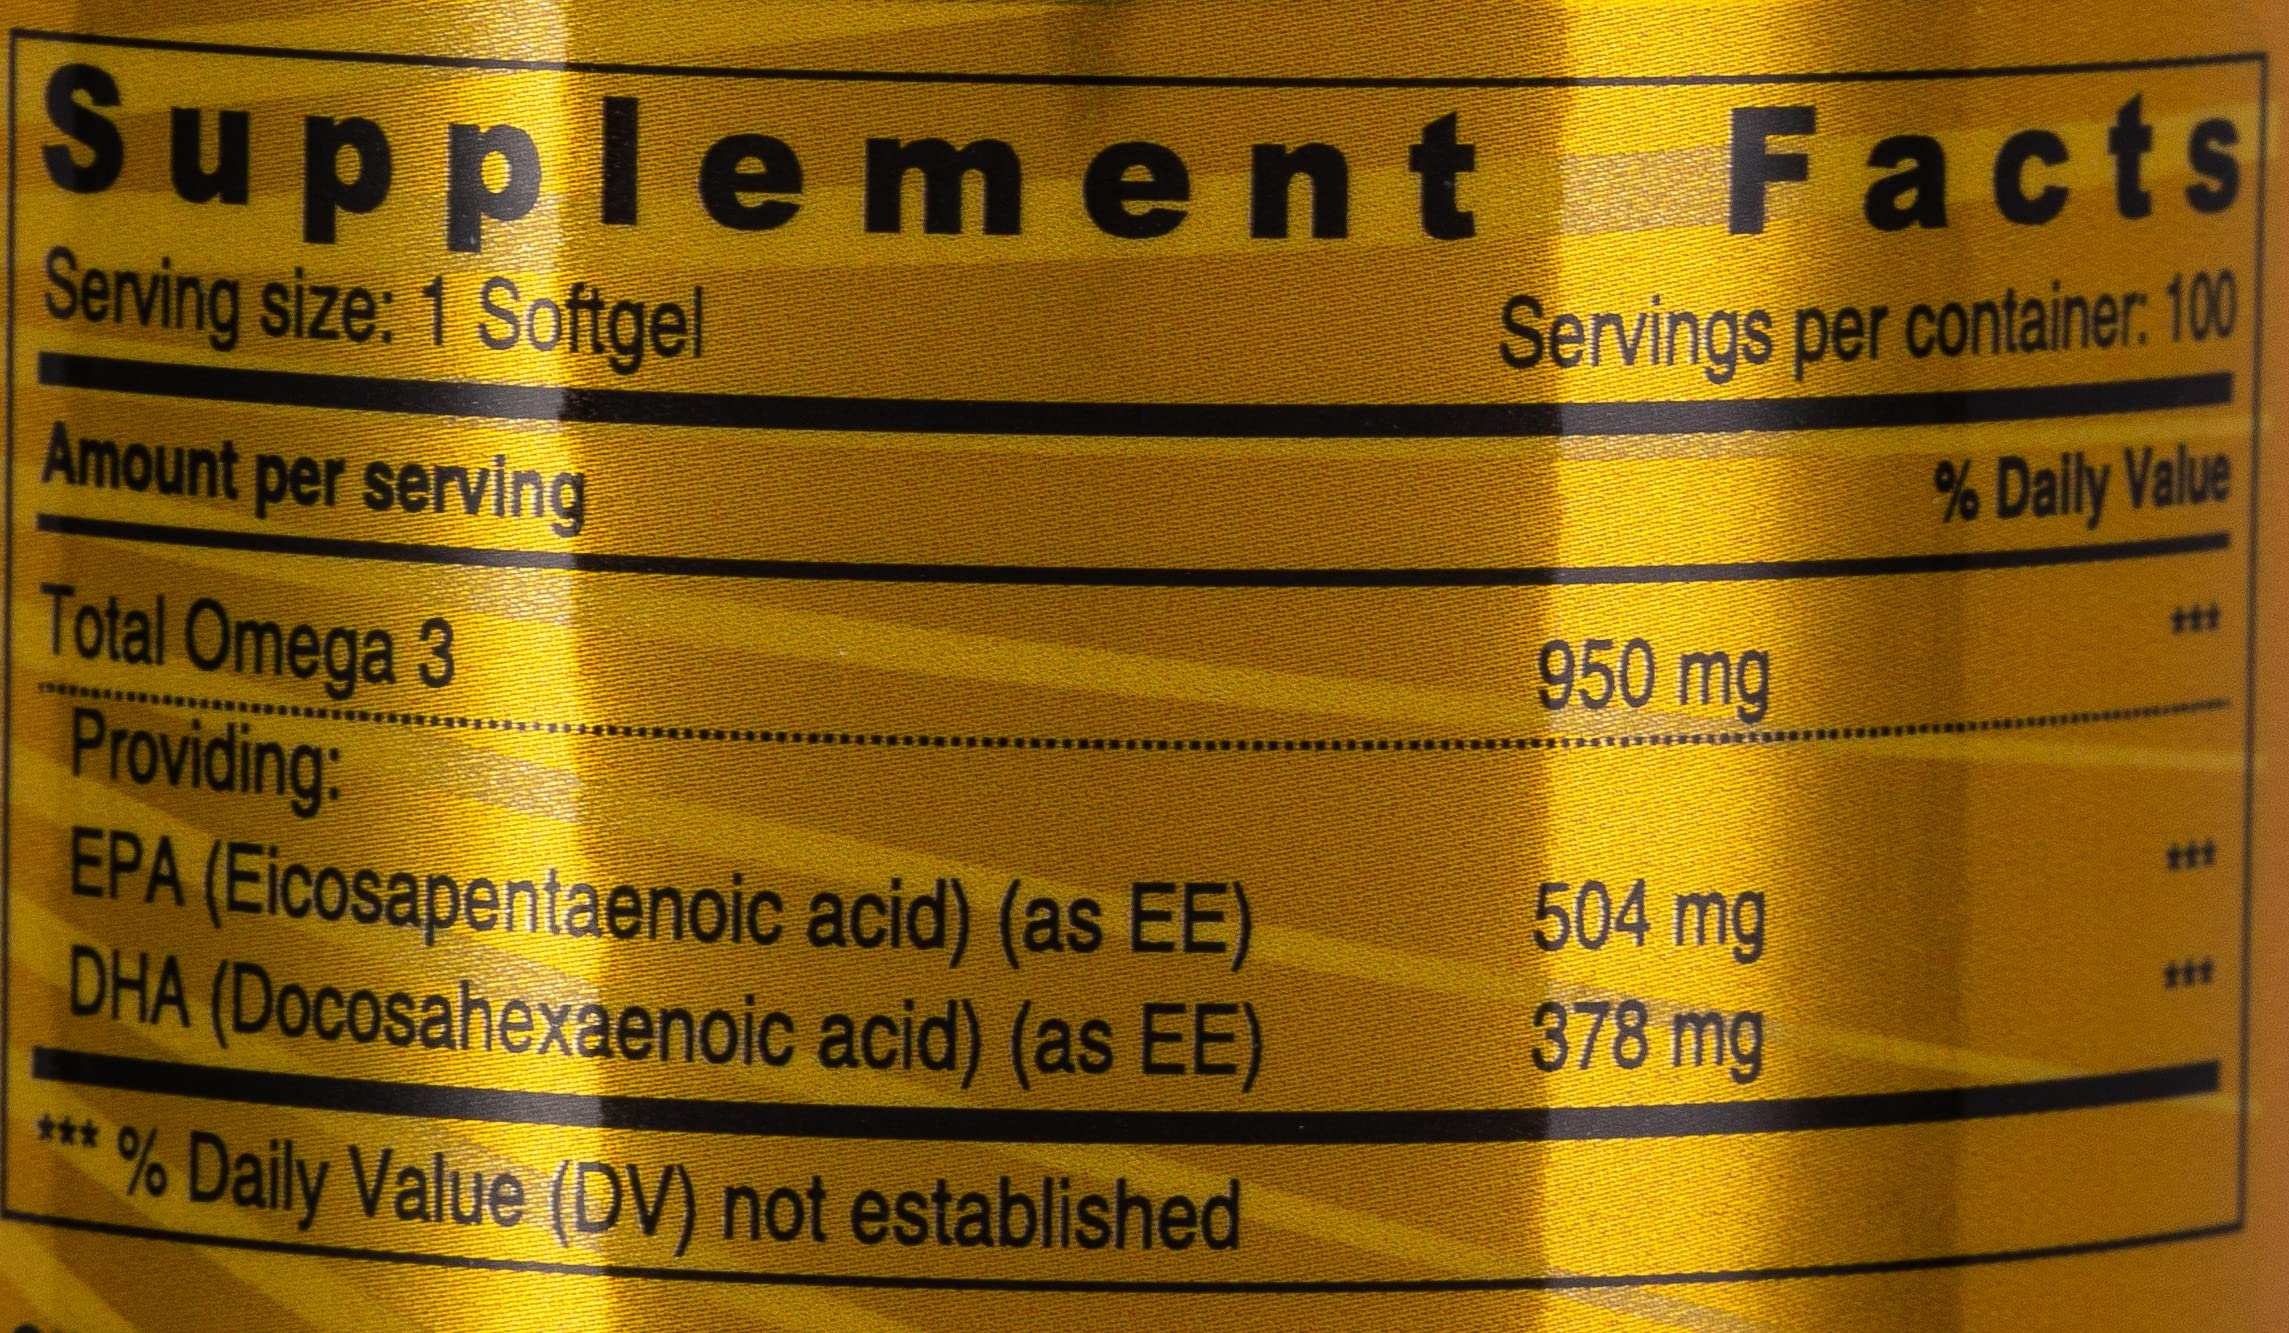 Supplement Facts
Serving size: 1 Softgel Servings per container: 100
Amount per serving % Daily Value
Total Omega 3 950 mg ***
Providing:
EPA (Eicosapentaenoic acid) (as EE) 504 mg ***
DHA (Docosahexaenoic acid) (as EE) 378 mg ***
*** % Daily Value (DV) not established